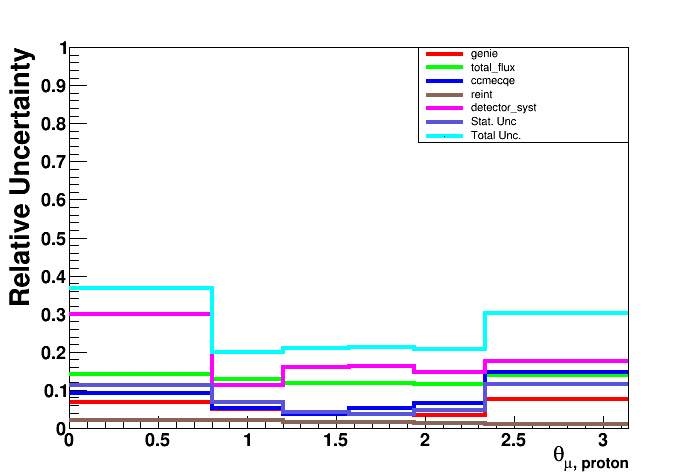 Relative Uncertainty
1
0.9
0.8
0.7
0.6
0.5
0.4
0.3
0.2
0.1
0
genie
total_flux
ccmecqe
reint
detector_syst
Stat. Unc
Total Unc.
0 0.5 1 1.5 2 2.5 3
θμ, proton